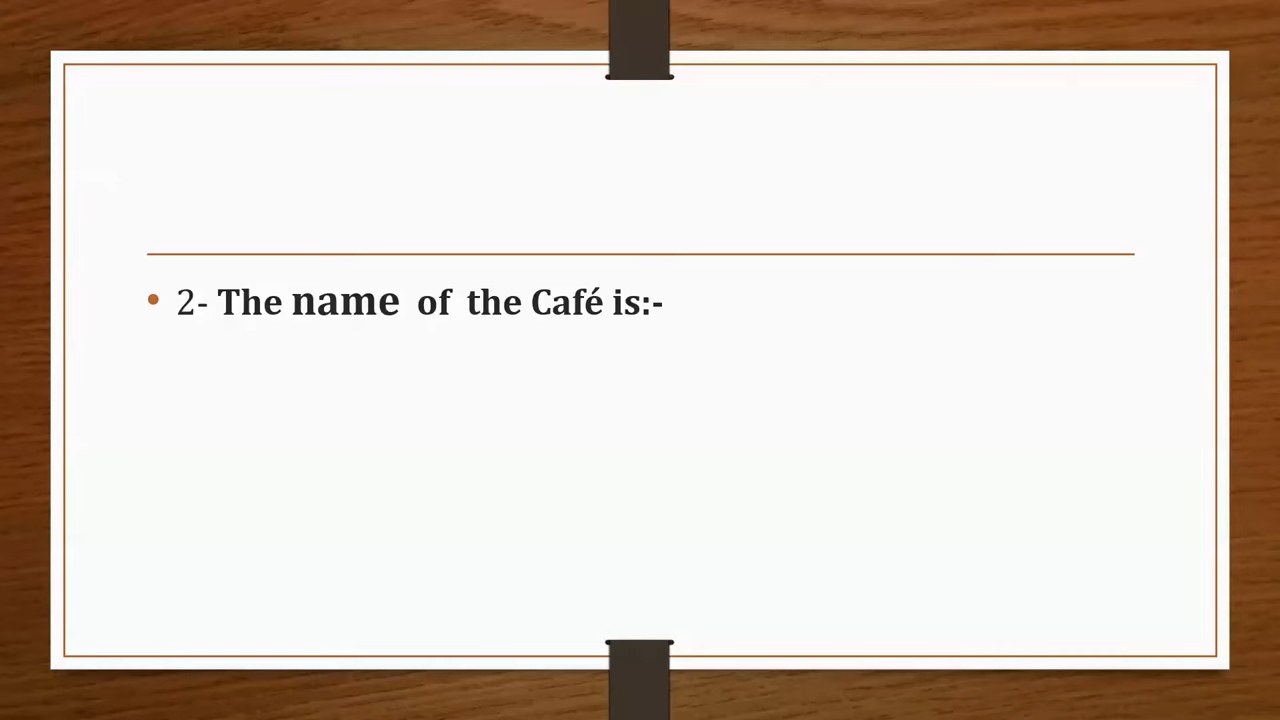 • 2- The name of the Café is:-